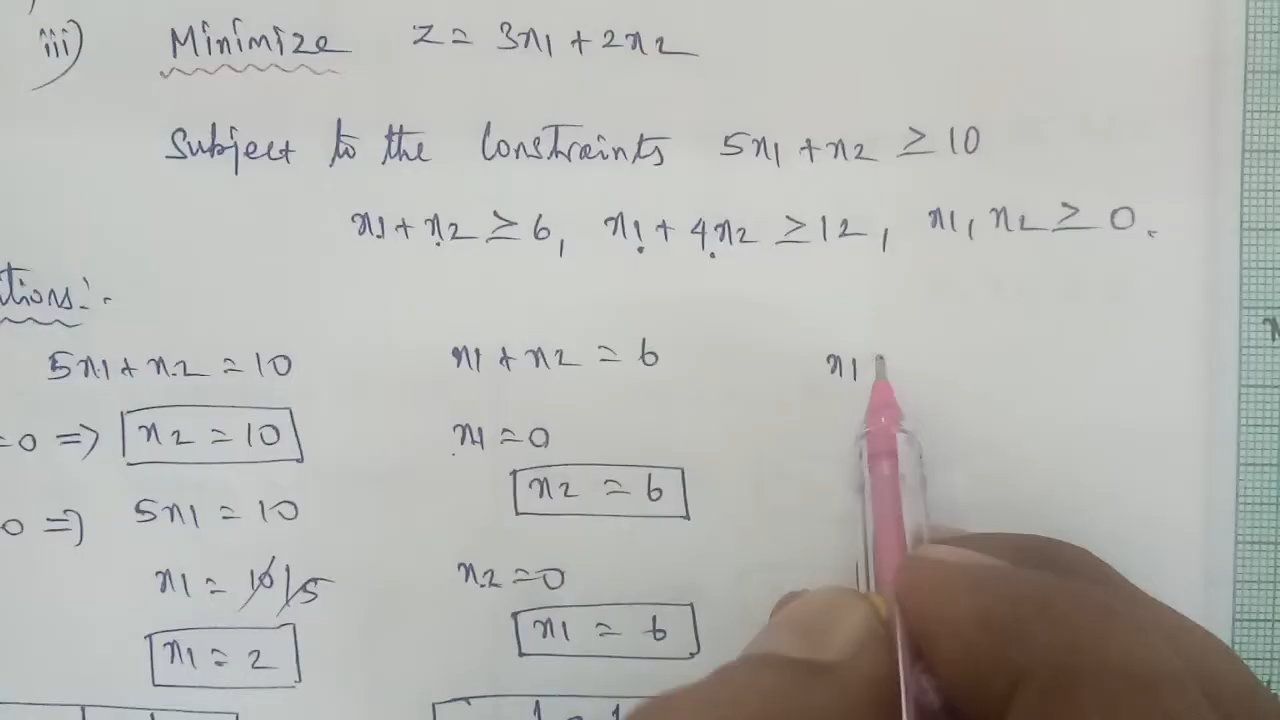 iii) Minimize z = 3x1 + 2x2
Subject to the Constraints 5x1 + x2 ≥ 10
x1 + x2 ≥ 6, x1 + 4x2 ≥ 12, x1, x2 ≥ 0.
tions:
5x1 + x2 = 10
=0 => x2 = 10
0 => 5x1 = 10
x1 = 10/5
x1 = 2
x1 + x2 = 6
x1 = 0
x2 = 6
x2 = 0
x1 = 6
x1